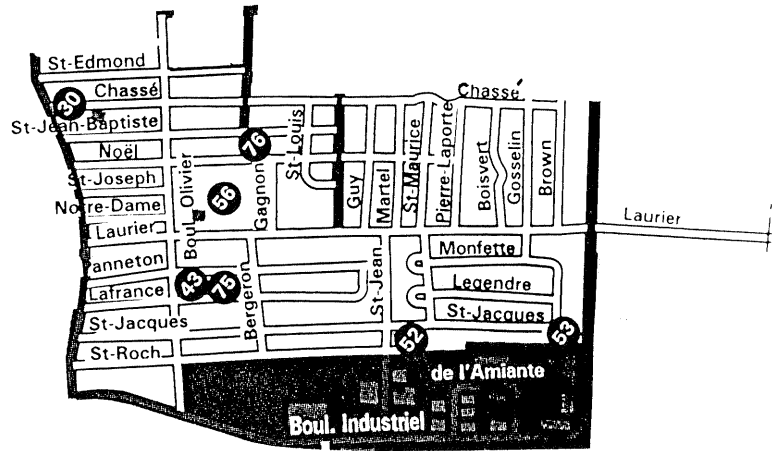 St-Edmond
Chassé
Chassé
30
St-Jean-Baptiste
Noël
76
St-Louis
St-Joseph
Notre-Dame
Boul. Olivier
56
Gagnon
Guy
Martel
St-Maurice
Pierre-Laporte
Boisvert
Gosselin
Brown
Laurier
Laurier
anneton
Monfette
Lafrance
43
75
Bergeron
St-Jean
Legendre
St-Jacques
St-Jacques
St-Roch
52
53
de l'Amiante
Boul. Industriel